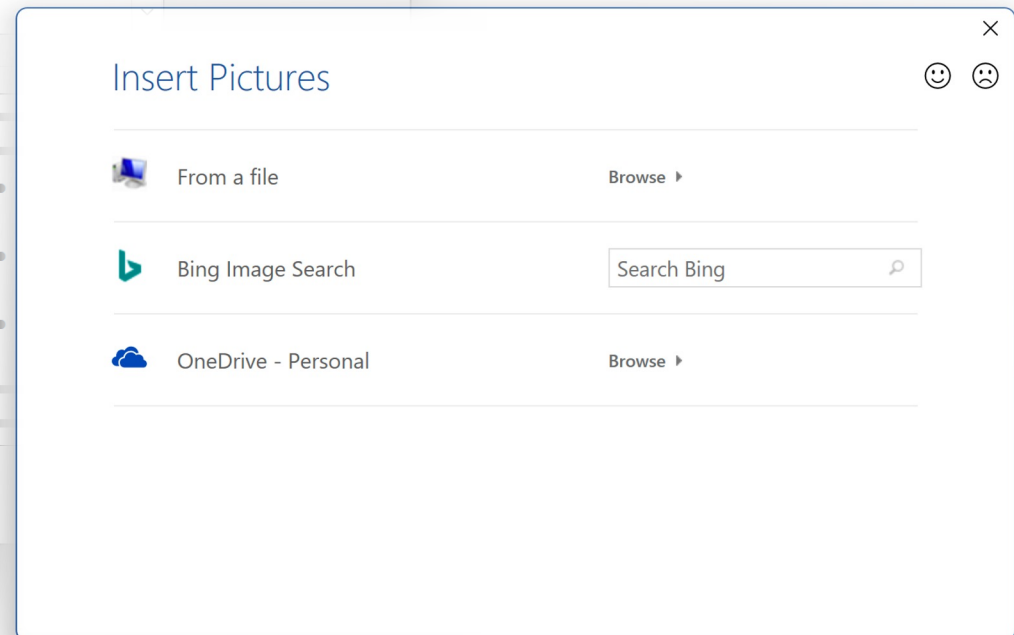 Insert Pictures
From a file
Browse
Bing Image Search
Search Bing
OneDrive - Personal
Browse